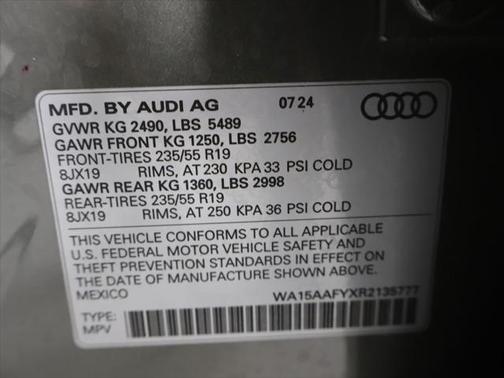 MFD. BY AUDI AG 07 24
GVWR KG 2490, LBS 5489
GAWR FRONT KG 1250, LBS 2756
FRONT-TIRES 235/55 R19
8JX19 RIMS, AT 230 KPA 33 PSI COLD
GAWR REAR KG 1360, LBS 2998
REAR-TIRES 235/55 R19
8JX19 RIMS, AT 250 KPA 36 PSI COLD
THIS VEHICLE CONFORMS TO ALL APPLICABLE
U.S. FEDERAL MOTOR VEHICLE SAFETY AND
THEFT PREVENTION STANDARDS IN EFFECT ON
THE DATE OF MANUFACTURE SHOWN ABOVE.
MEXICO WA15AAFYXR2135777
TYPE:
MPV